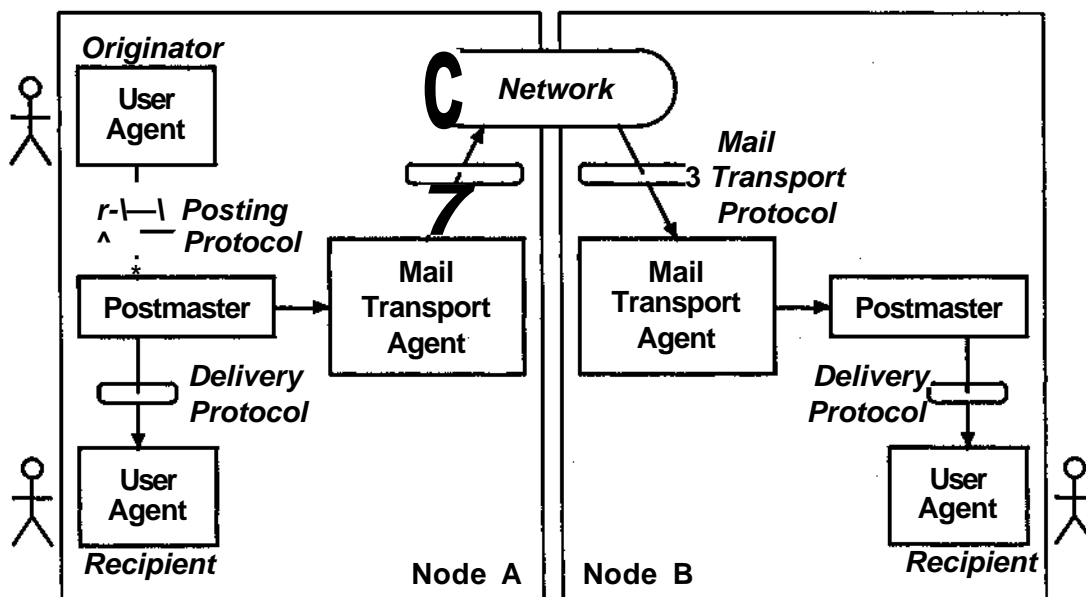 Originator
User
Agent
Posting
Protocol
Postmaster
Delivery
Protocol
User
Agent
Recipient
Mail
Transport
Agent
Node A
Network
Mail
3 Transport
Protocol
Mail
Transport
Agent
Postmaster
Delivery
Protocol
User
Agent
Recipient
Node B